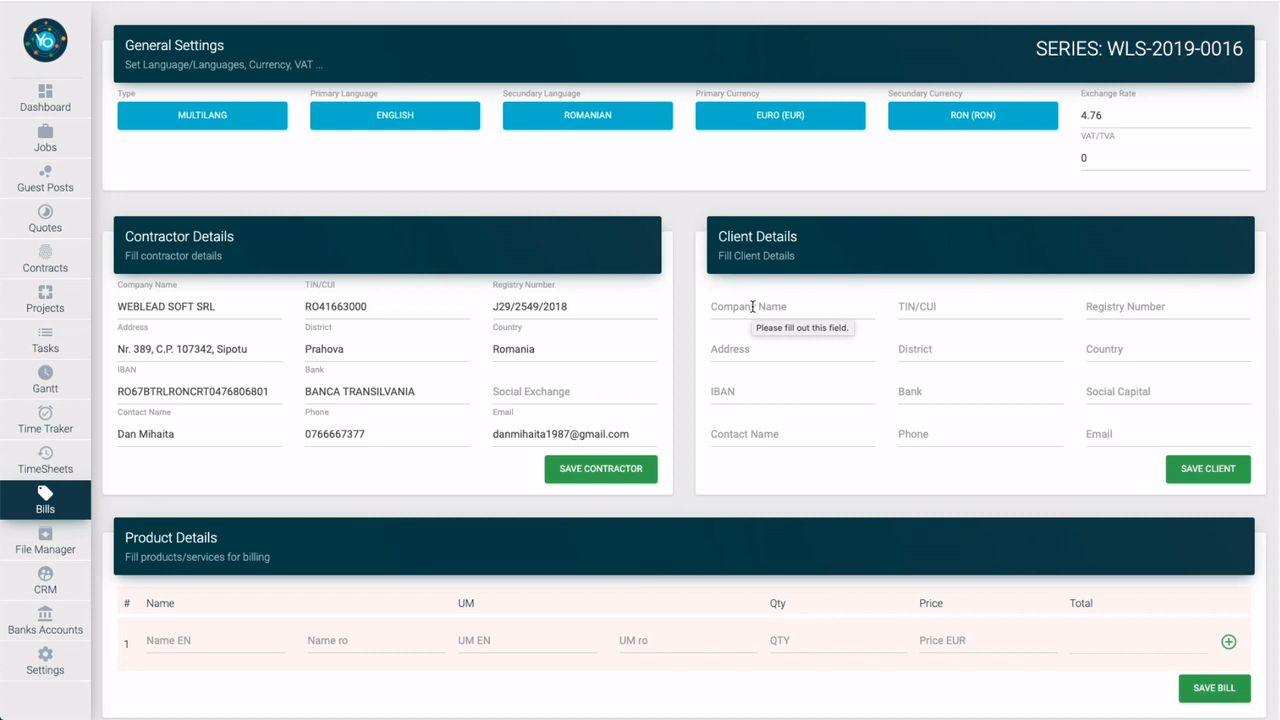 YO
Dashboard
Jobs
Guest Posts
Quotes
Contracts
Projects
Tasks
Gantt
Time Traker
TimeSheets
Bills
File Manager
CRM
Banks Accounts
Settings
General Settings
Set Language/Languages, Currency, VAT ...
SERIES: WLS-2019-0016
Type Primary Language Secundary Language Primary Currency Secundary Currency Exchange Rate
MULTILANG ENGLISH ROMANIAN EURO (EUR) RON (RON) 4.76
VAT/TVA
0
Contractor Details
Fill contractor details
Company Name TIN/CUI Registry Number
WEBLEAD SOFT SRL RO41663000 J29/2549/2018
Address District Country
Nr. 389, C.P. 107342, Sipotu Prahova Romania
IBAN Bank
RO67BTRLRONCRT0476806801 BANCA TRANSILVANIA Social Exchange
Contact Name Phone Email
Dan Mihaita 0766667377 danmihaita1987@gmail.com
SAVE CONTRACTOR
Client Details
Fill Client Details
Company Name TIN/CUI Registry Number
Please fill out this field.
Address District Country
IBAN Bank Social Capital
Contact Name Phone Email
SAVE CLIENT
Product Details
Fill products/services for billing
# Name UM Qty Price Total
1 Name EN Name ro UM EN UM ro QTY Price EUR
SAVE BILL